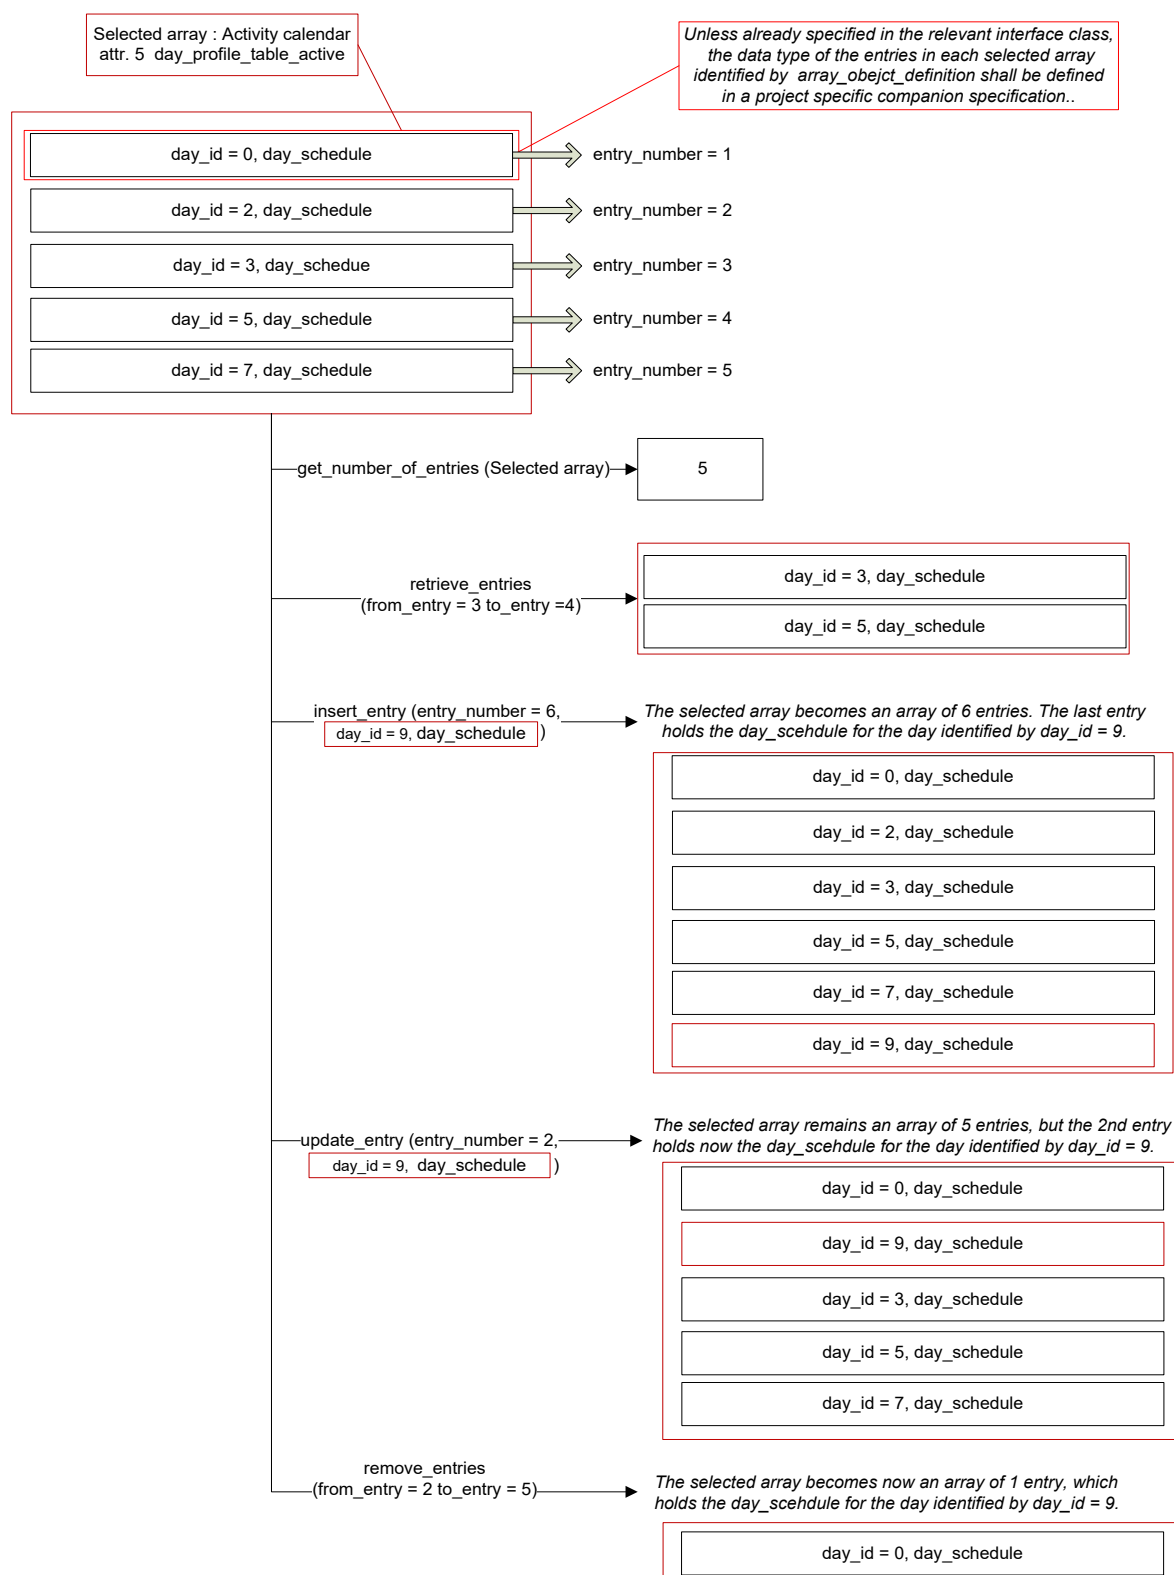 Selected array : Activity calendar
attr. 5  day_profile_table_active
Unless already specified in the relevant interface class,
the data type of the entries in each selected array
identified by  array_obejct_definition shall be defined
in a project specific companion specification..
day_id = 0, day_schedule
entry_number = 1
day_id = 2, day_schedule
entry_number = 2
day_id = 3, day_schedue
entry_number = 3
day_id = 5, day_schedule
entry_number = 4
day_id = 7, day_schedule
entry_number = 5
get_number_of_entries (Selected array)
5
retrieve_entries
(from_entry = 3 to_entry =4)
day_id = 3, day_schedule
day_id = 5, day_schedule
insert_entry (entry_number = 6,
day_id = 9, day_schedule )
The selected array becomes an array of 6 entries. The last entry
holds the day_scehdule for the day identified by day_id = 9.
day_id = 0, day_schedule
day_id = 2, day_schedule
day_id = 3, day_schedule
day_id = 5, day_schedule
day_id = 7, day_schedule
day_id = 9, day_schedule
update_entry (entry_number = 2,
day_id = 9,  day_schedule )
The selected array remains an array of 5 entries, but the 2nd entry
holds now the day_scehdule for the day identified by day_id = 9.
day_id = 0, day_schedule
day_id = 9, day_schedule
day_id = 3, day_schedule
day_id = 5, day_schedule
day_id = 7, day_schedule
remove_entries
(from_entry = 2 to_entry = 5)
The selected array becomes now an array of 1 entry, which
holds the day_scehdule for the day identified by day_id = 9.
day_id = 0, day_schedule